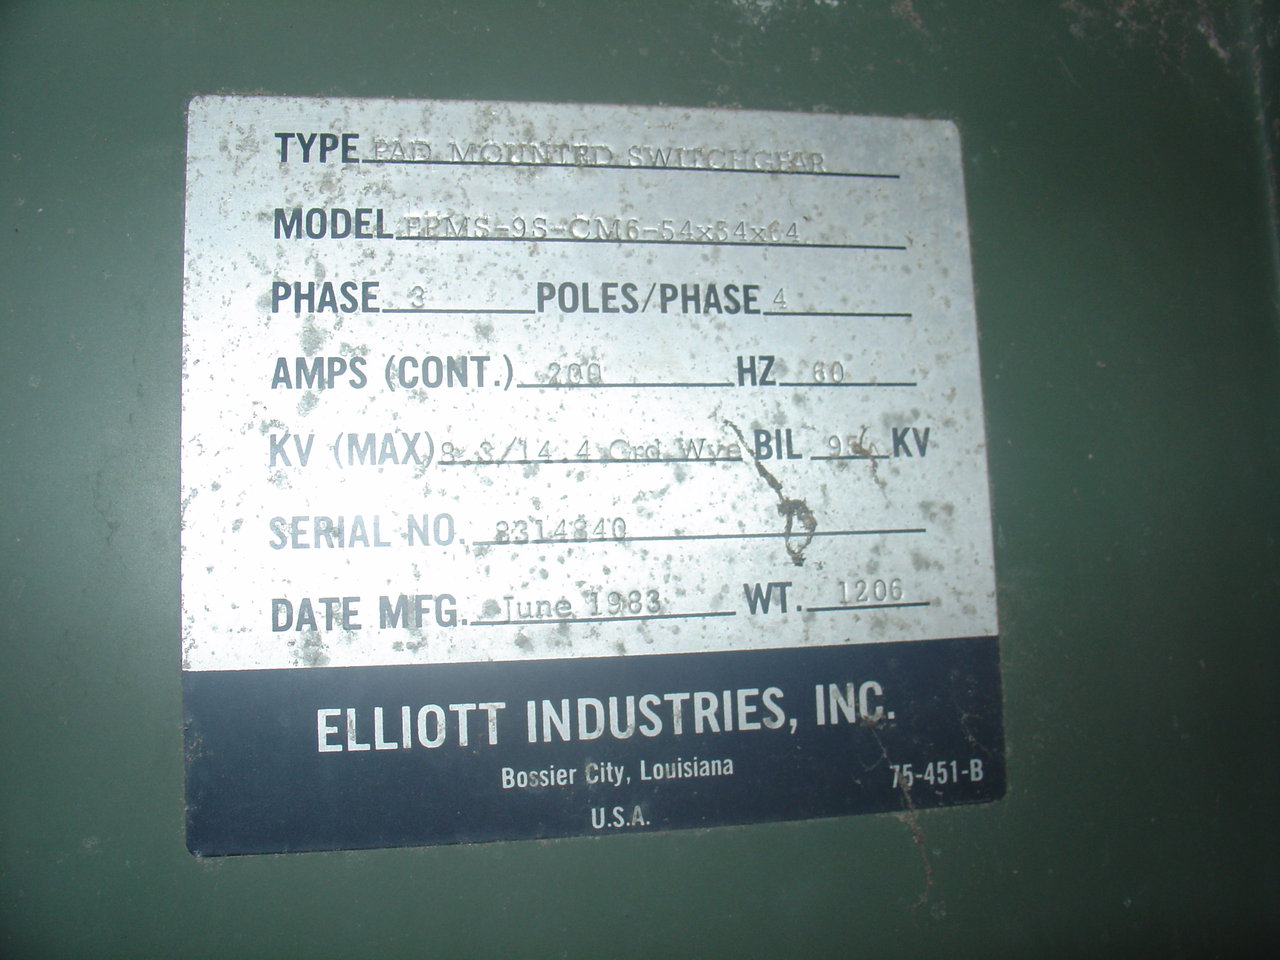 TYPE PAD MOUNTED SWITCHGEAR
MODEL FPMS-9S-CM6-54x54x64
PHASE 3 POLES/PHASE 4
AMPS (CONT.) 200 HZ 60
KV (MAX) 8.3/14.4 Grd Wye BIL 95 KV
SERIAL NO. 8314840
DATE MFG. June 1983 WT. 1206
ELLIOTT INDUSTRIES, INC.
Bossier City, Louisiana
75-451-B
U.S.A.